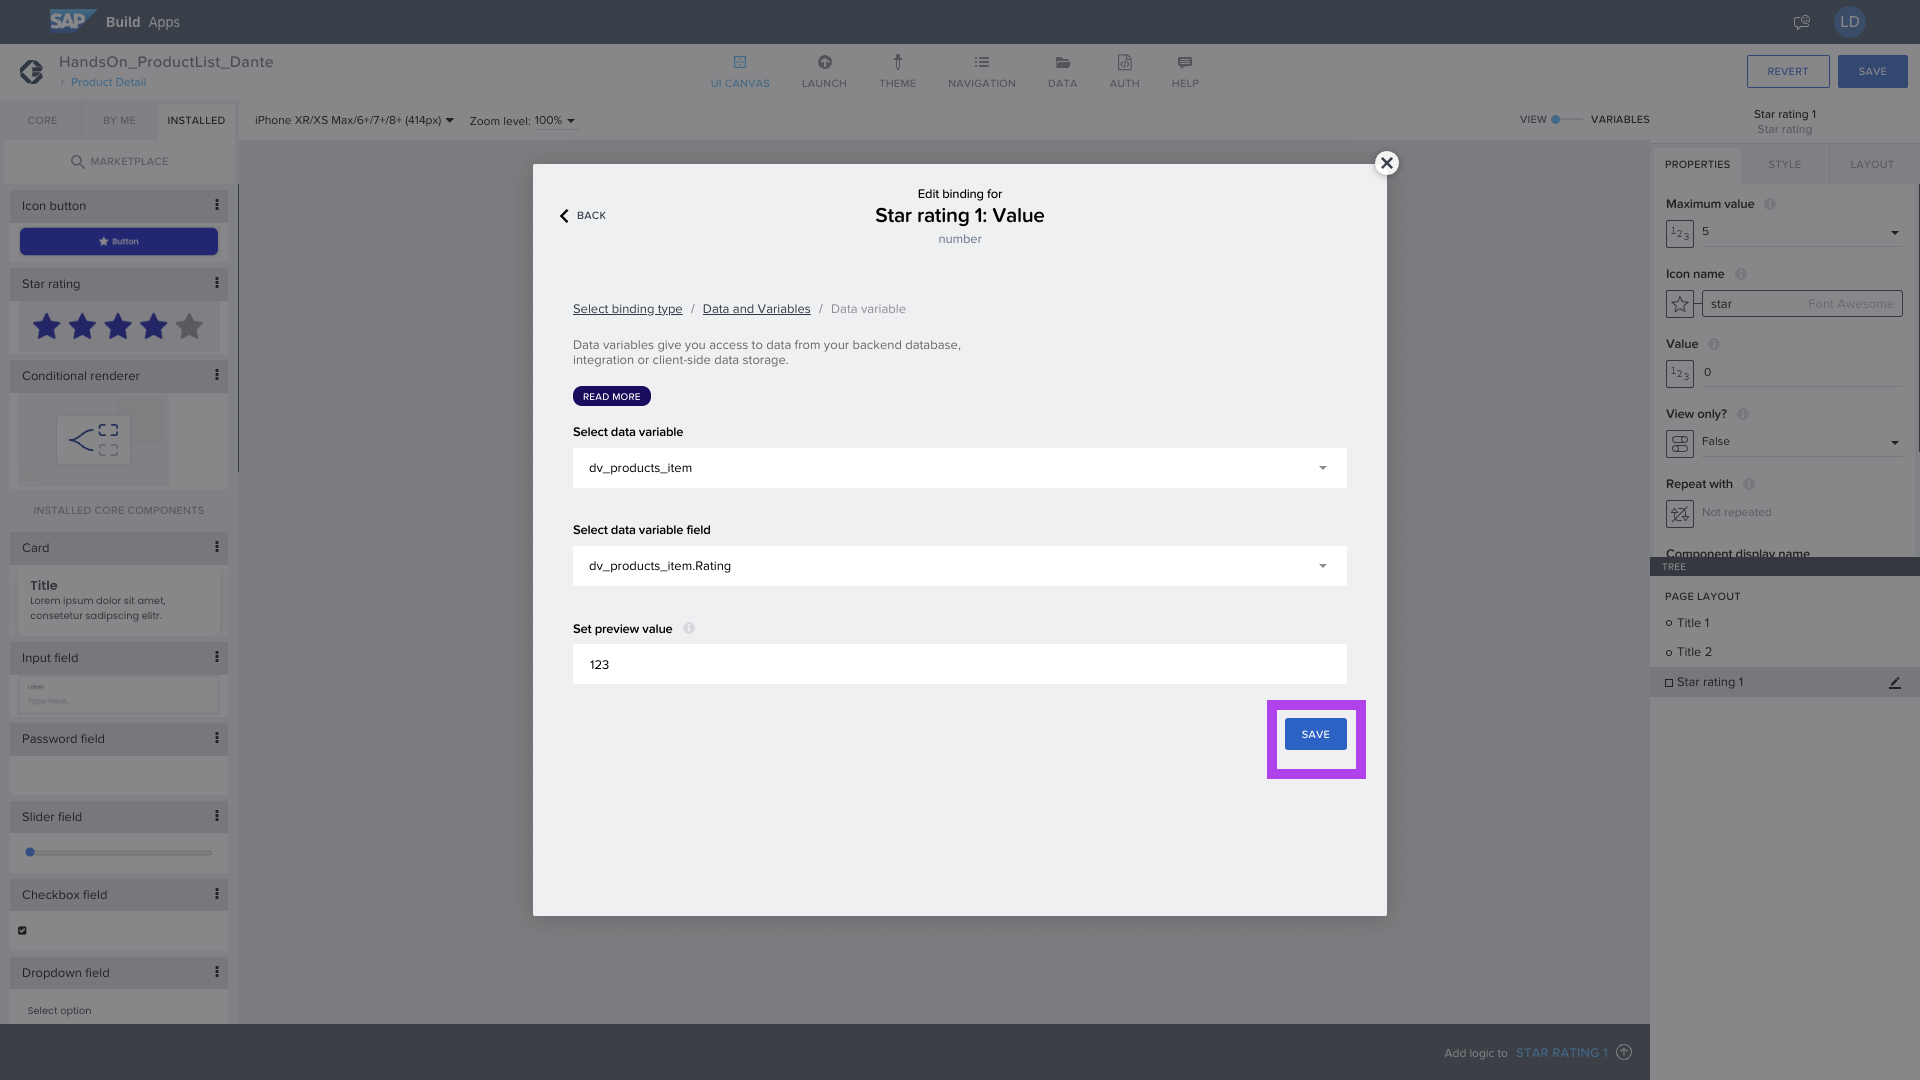 SAP Build Apps
LD
HandsOn_ProductList_Dante
Product Detail
UI CANVAS
LAUNCH
THEME
NAVIGATION
DATA
AUTH
HELP
REVERT
SAVE
CORE
BY ME
INSTALLED
iPhone XR/XS Max/6+/7+/8+ (414px)
Zoom level: 100%
VIEW
VARIABLES
Star rating 1
Star rating
MARKETPLACE
Icon button
Button
Star rating
Conditional renderer
INSTALLED CORE COMPONENTS
Card
Title
Lorem ipsum dolor sit amet,
consetetur sadipscing elitr.
Input field
Label
Type here...
Password field
Slider field
Checkbox field
Dropdown field
Select option
Edit binding for
BACK
Star rating 1: Value
number
Select binding type / Data and Variables / Data variable
Data variables give you access to data from your backend database,
integration or client-side data storage.
READ MORE
Select data variable
dv_products_item
Select data variable field
dv_products_item.Rating
Set preview value
123
SAVE
PROPERTIES
STYLE
LAYOUT
Maximum value
123
5
Icon name
star
Font Awesome
Value
123
0
View only?
False
Repeat with
Not repeated
Component display name
TREE
PAGE LAYOUT
Title 1
Title 2
Star rating 1
Add logic to STAR RATING 1